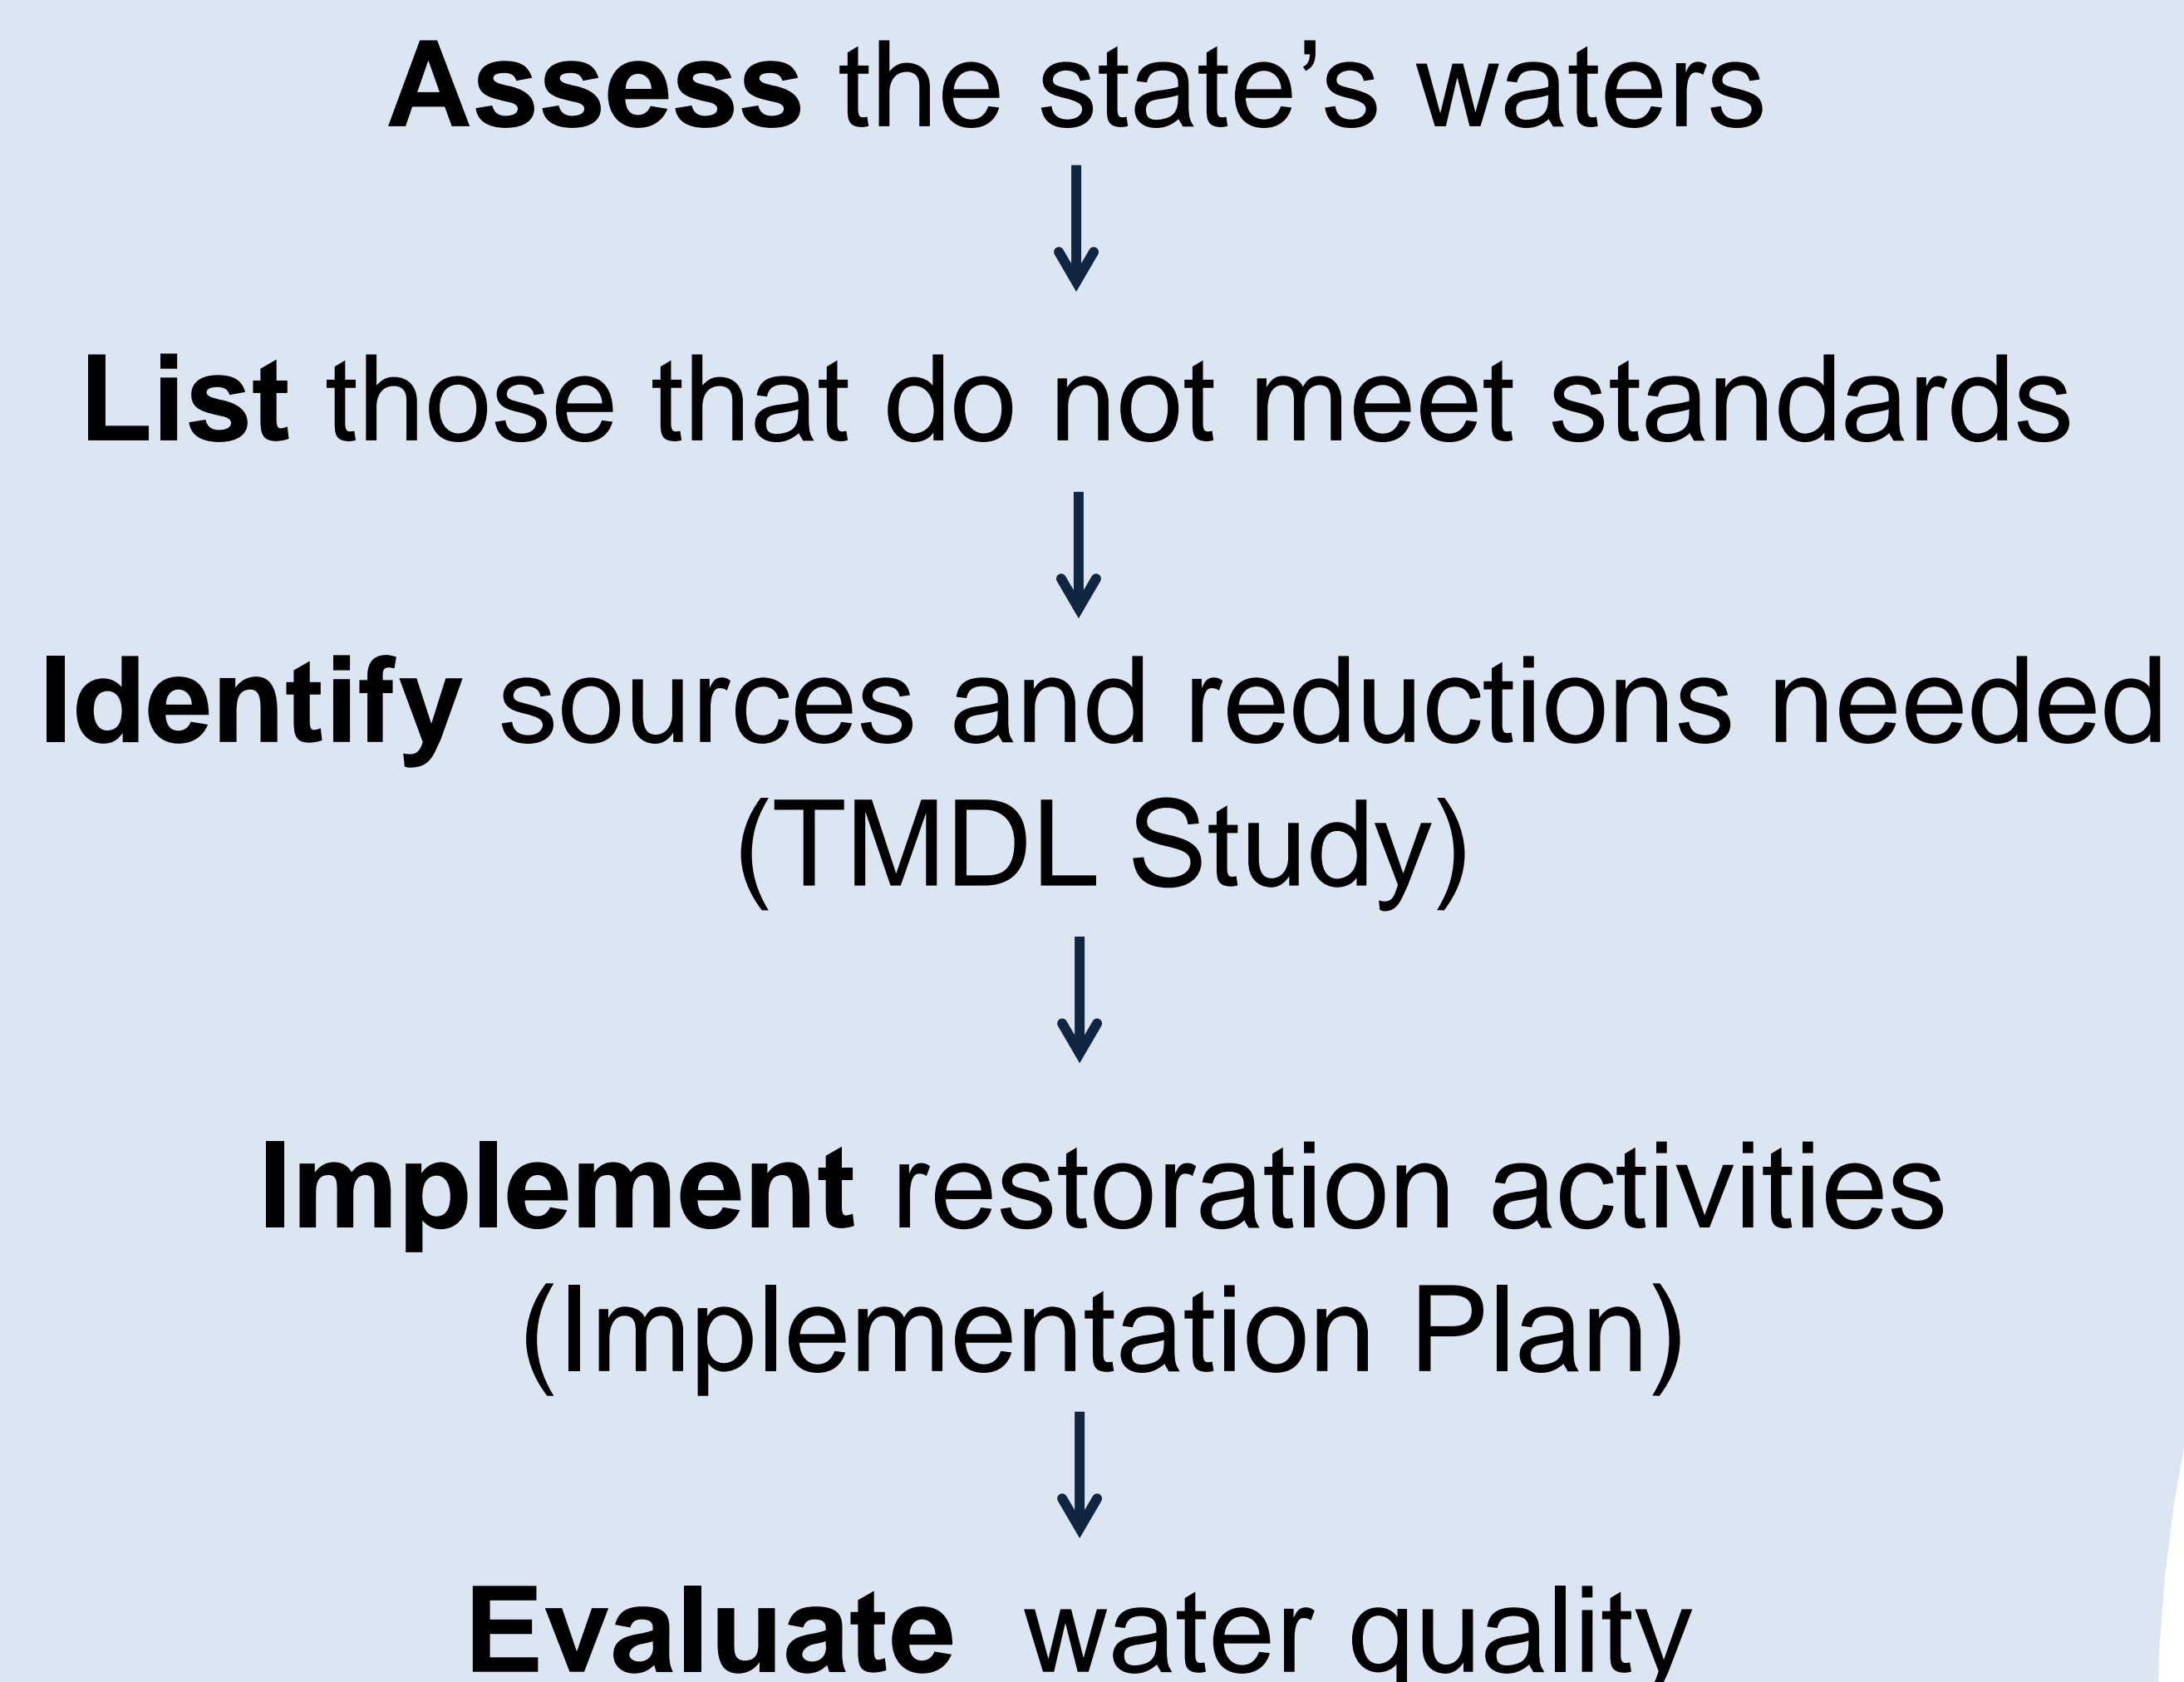 Assess the state’s waters
List those that do not meet standards
Identify sources and reductions needed
(TMDL Study)
Implement restoration activities
(Implementation Plan)
Evaluate water quality